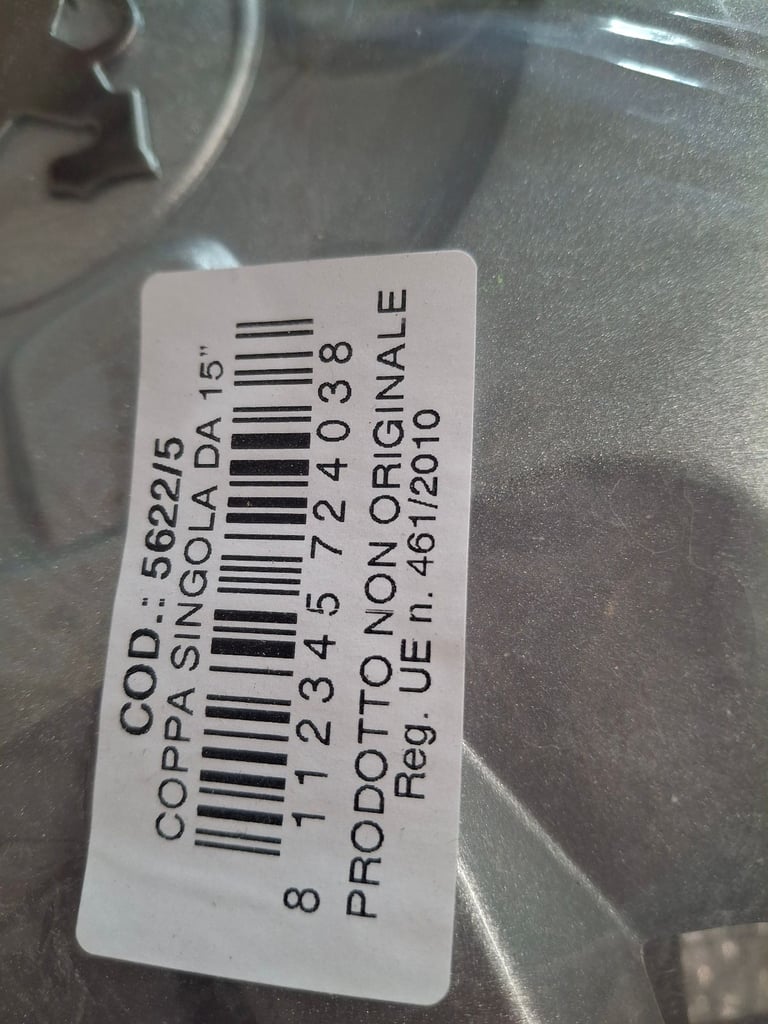 COD.: 5622/5
COPPA SINGOLA DA 15"
8 112345 724038
PRODOTTO NON ORIGINALE
Reg. UE n. 461/2010